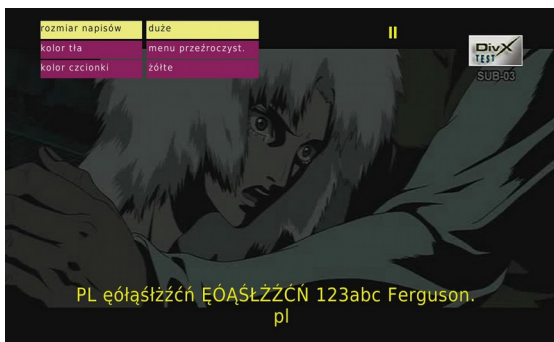 rozmiar napisów duże
kolor tła menu przeźroczyst.
kolor czcionki żółte
DivX
TEST
SUB-03
PL ęółąśłżźćń ĘÓĄŚŁŻŹĆŃ 123abc Ferguson.
pl